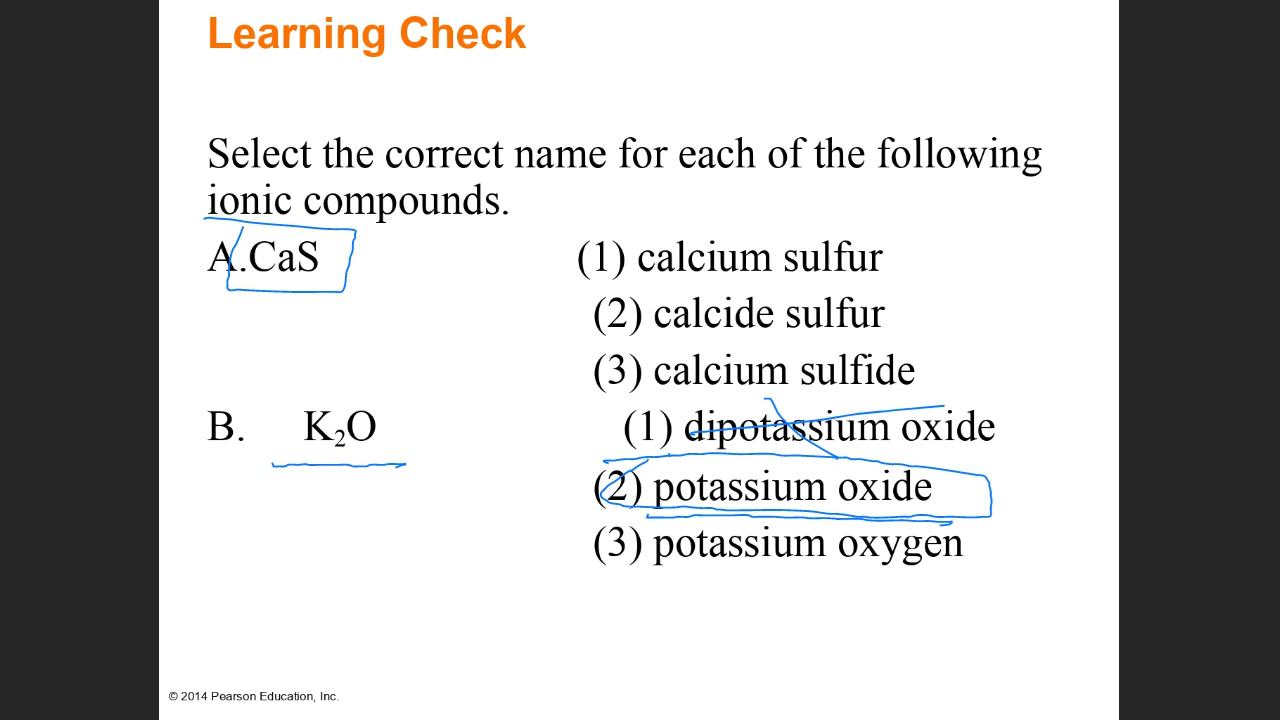 Learning Check
Select the correct name for each of the following
ionic compounds.
A.CaS (1) calcium sulfur
(2) calcide sulfur
(3) calcium sulfide
B. K₂O (1) dipotassium oxide
(2) potassium oxide
(3) potassium oxygen
© 2014 Pearson Education, Inc.